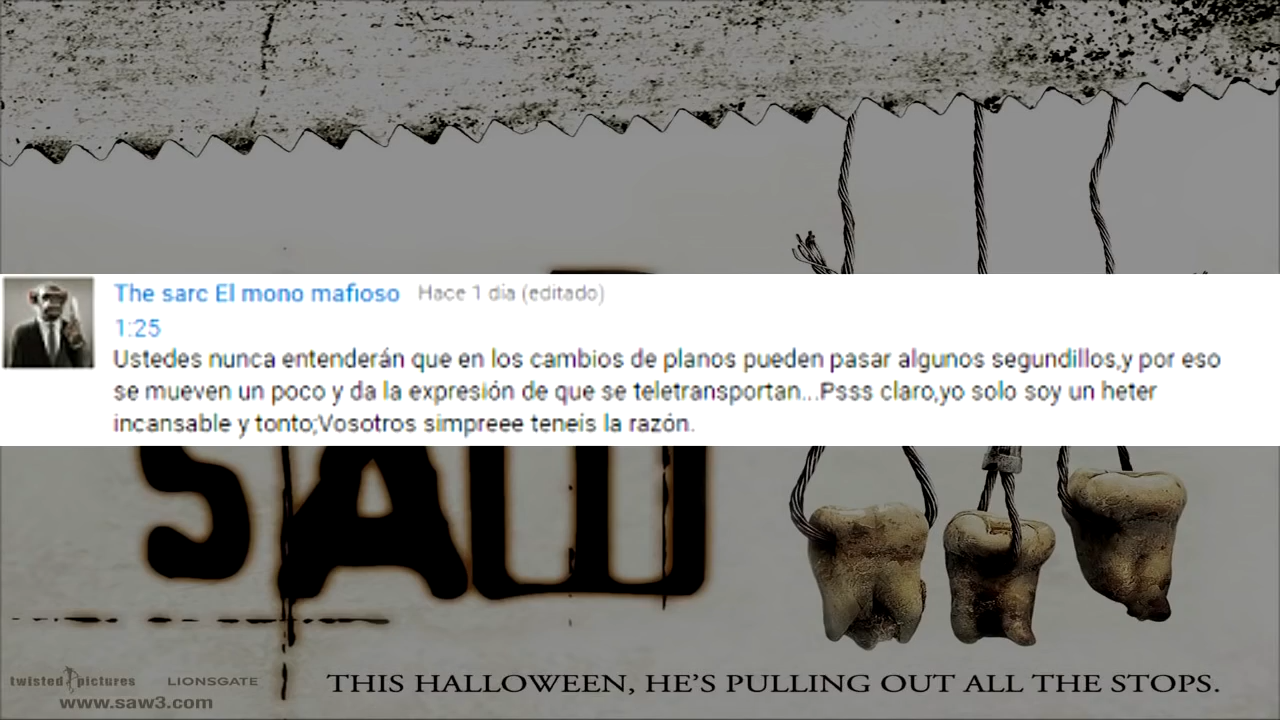 The sarc El mono mafioso Hace 1 dia (editado)
1:25
Ustedes nunca entenderán que en los cambios de planos pueden pasar algunos segundillos,y por eso
se mueven un poco y da la expresión de que se teletransportan...Psss claro,yo solo soy un heter
incansable y tonto;Vosotros simpreee teneis la razón.
SAW
twisted pictures LIONSGATE
www.saw3.com
THIS HALLOWEEN, HE'S PULLING OUT ALL THE STOPS.